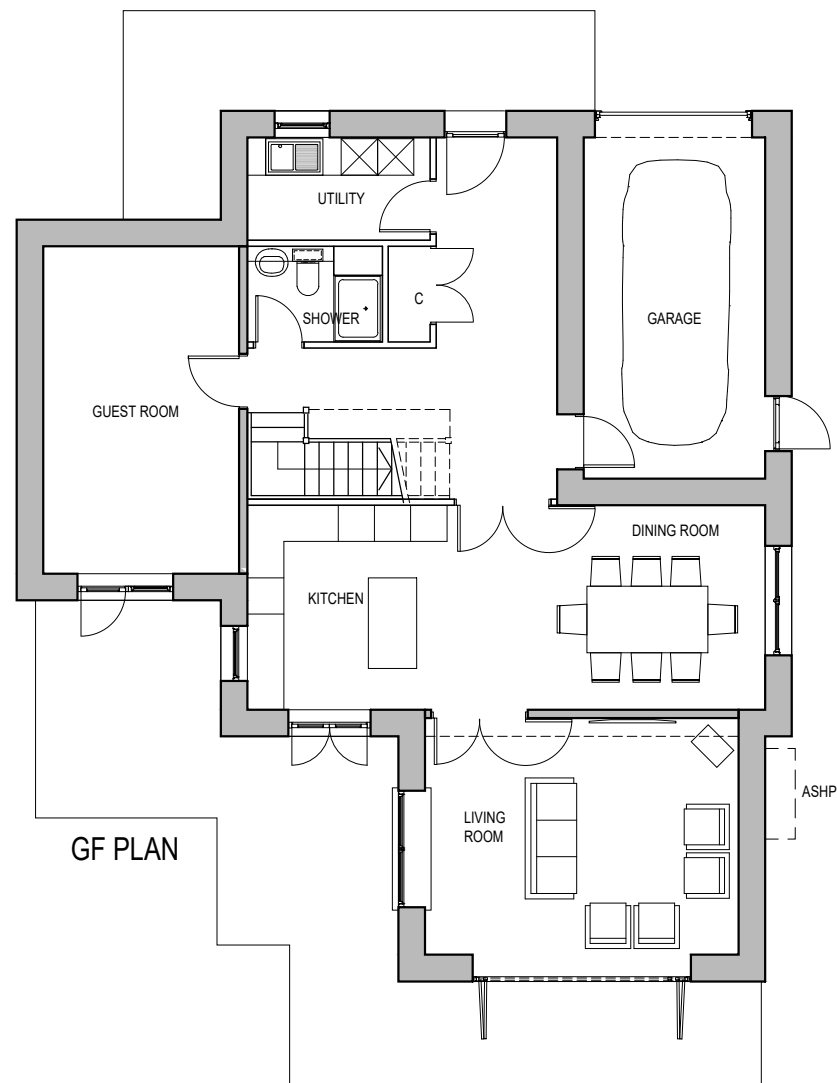 UTILITY
C
SHOWER
GARAGE
GUEST ROOM
DINING ROOM
KITCHEN
ASHP
LIVING
ROOM
GF PLAN